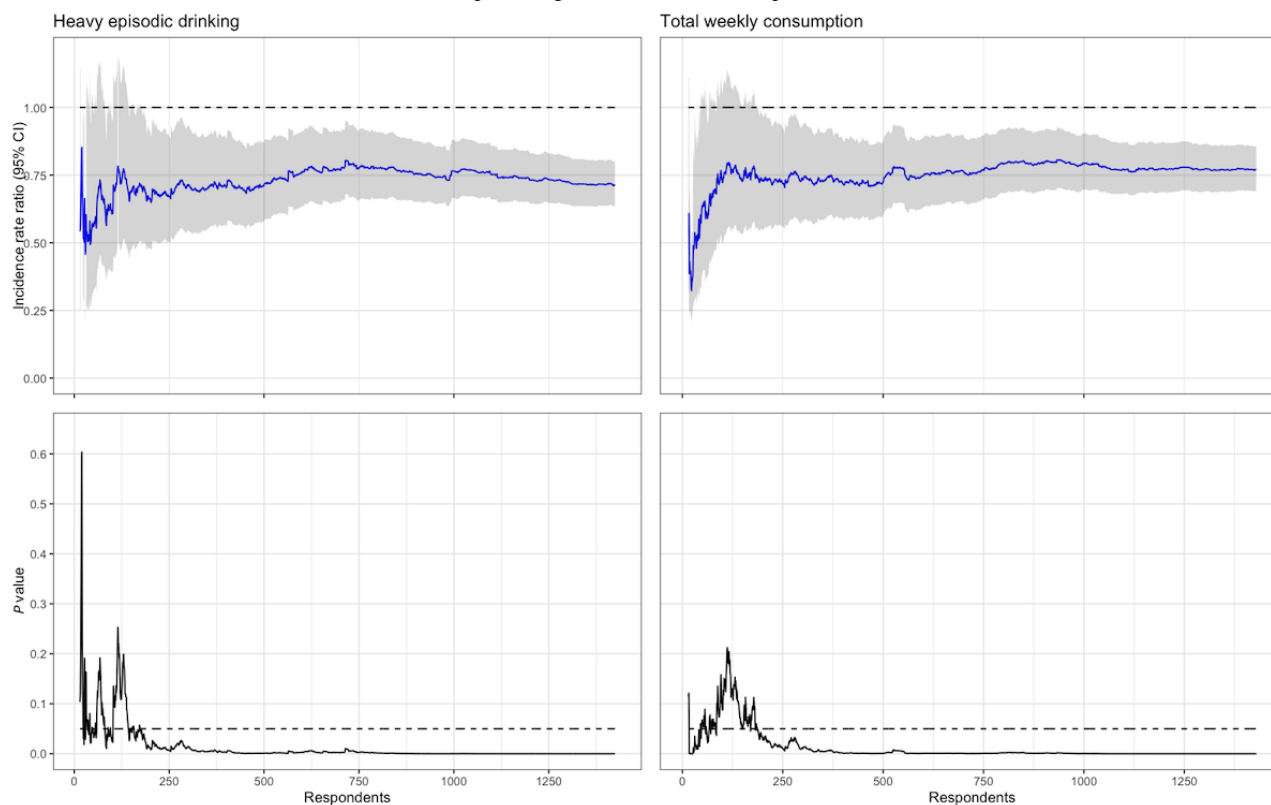 Heavy episodic drinking
Total weekly consumption
Incidence rate ratio (95% CI)
1.00
0.75
0.50
0.25
0.00
P value
0.6
0.5
0.4
0.3
0.2
0.1
0.0
0 250 500 750 1000 1250
0 250 500 750 1000 1250
Respondents
Respondents